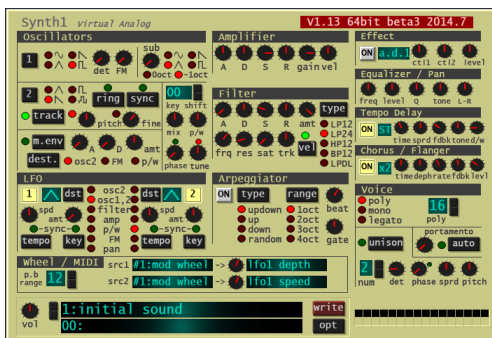 Synth1 Virtual Analog
V1.13 64bit beta3 2014.7
Oscillators
1
det FM
sub
0oct -1oct
2
ring sync
track
pitch fine
m.env
A D amt
dest.
osc2 FM p/w
00
key shift
mix p/w
phase tune
Amplifier
A D S R gain vel
Filter
A D S R amt
frq res sat trk
vel
type
LP12
LP24
HP12
BP12
LPDL
Effect
ON a.d.1
ctl1 ctl2 level
Equalizer / Pan
freq level Q tone L-R
Tempo Delay
ON ST
time sprd fdbk tone d/w
Chorus / Flanger
ON x2
time deph rate fdbk levl
LFO
1 dst
spd
amt
sync
tempo key
osc2
osc1,2
filter
amp
p/w
FM
pan
dst 2
spd
amt
sync
tempo key
Arpeggiator
ON type range
updown
up
down
random
1oct
2oct
3oct
4oct
beat
gate
Voice
poly
mono
legato
16
poly
unison
portamento
auto
2
num det phase sprd pitch
Wheel / MIDI
p.b
range 12
src1 #1:mod wheel -> lfo1 depth
src2 #1:mod wheel -> lfo1 speed
vol
1:initial sound
00:
write
opt